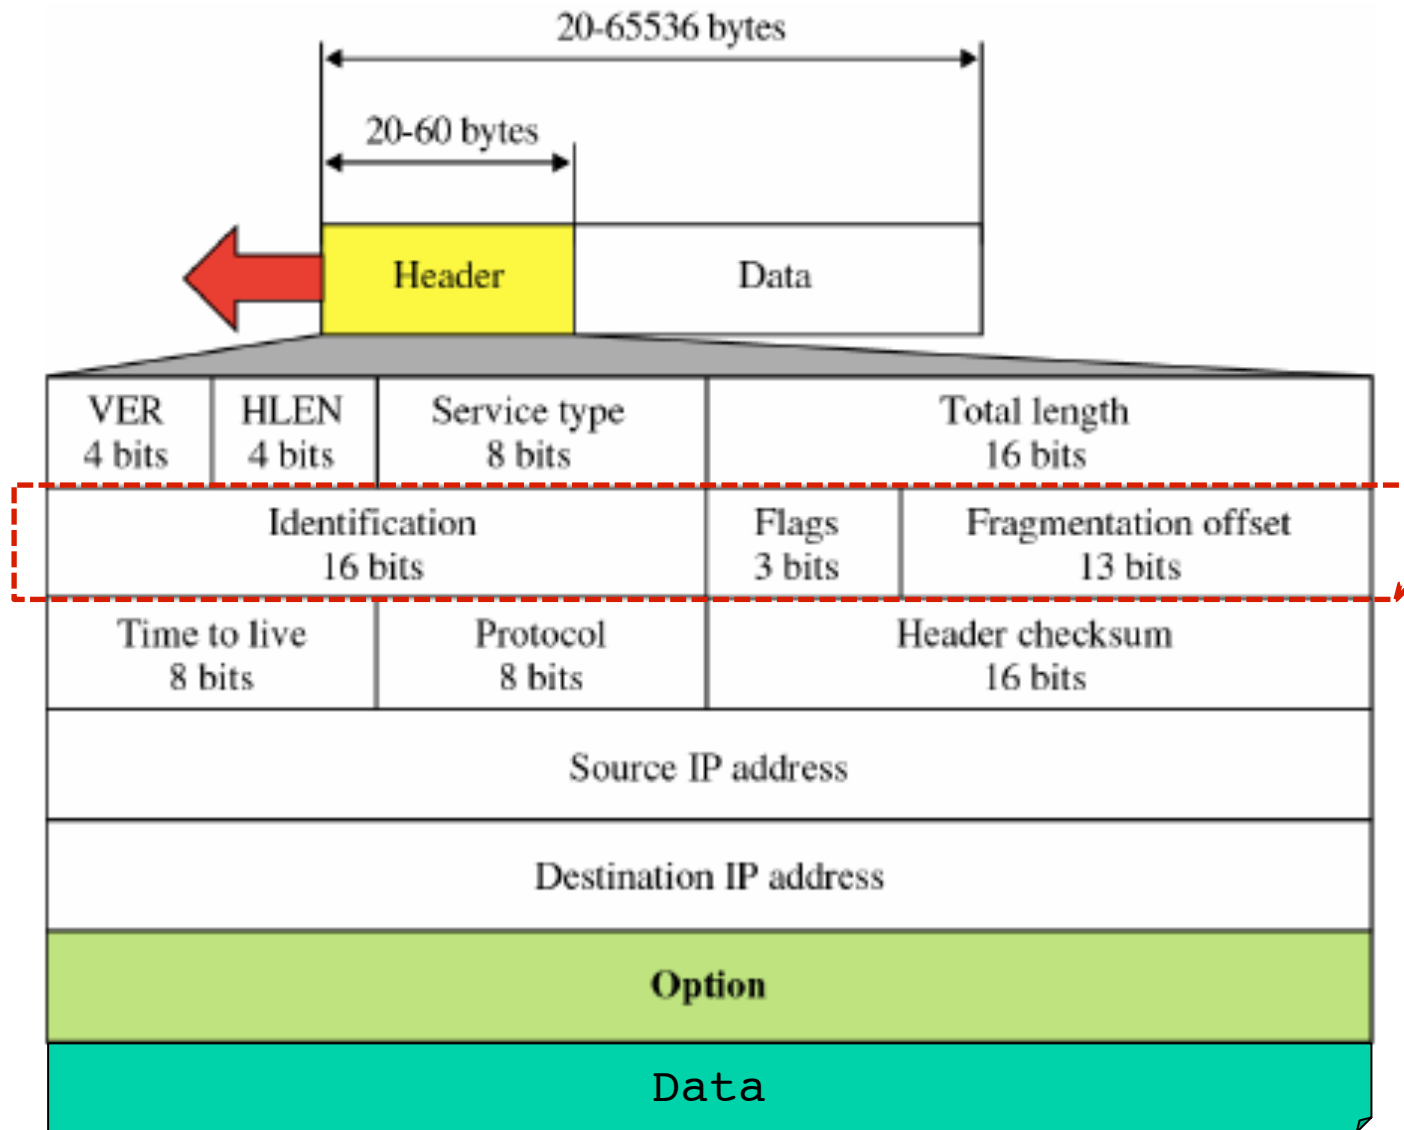 20-65536 bytes
20-60 bytes
Header
Data
VER
4 bits
HLEN
4 bits
Service type
8 bits
Total length
16 bits
Identification
16 bits
Flags
3 bits
Fragmentation offset
13 bits
Time to live
8 bits
Protocol
8 bits
Header checksum
16 bits
Source IP address
Destination IP address
Option
Data